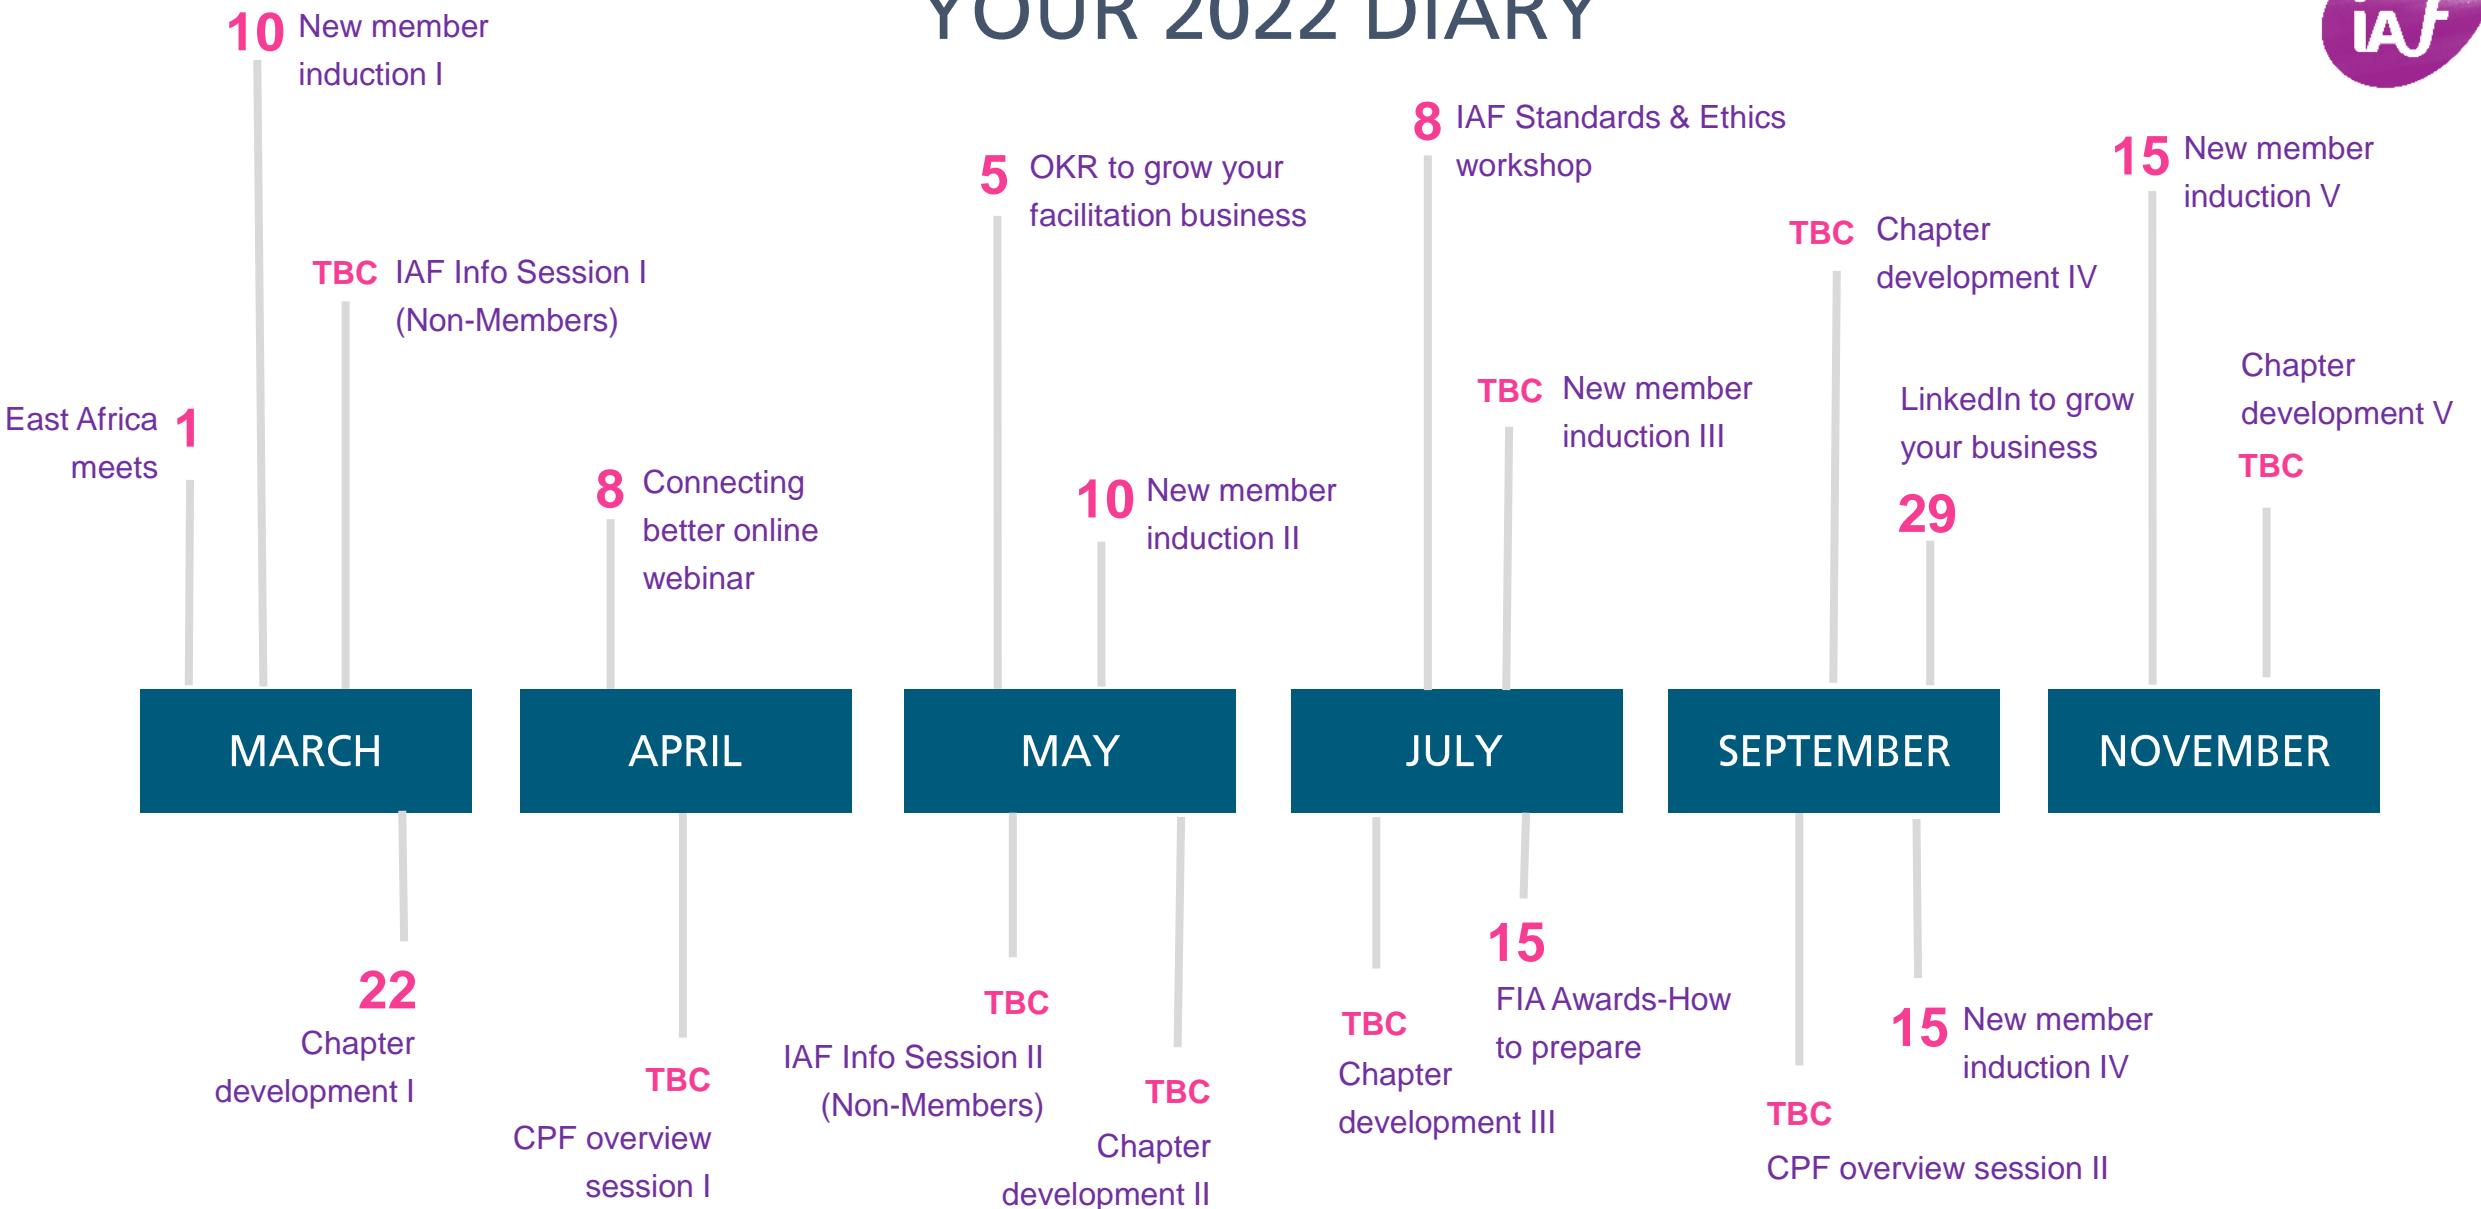 YOUR 2022 DIARY
iAf
10 New member
induction I
TBC IAF Info Session I
(Non-Members)
East Africa 1
meets
8 Connecting
better online
webinar
5 OKR to grow your
facilitation business
10 New member
induction II
8 IAF Standards & Ethics
workshop
TBC New member
induction III
TBC Chapter
development IV
LinkedIn to grow
your business
29
15 New member
induction V
Chapter
development V
TBC
MARCH
APRIL
MAY
JULY
SEPTEMBER
NOVEMBER
22
Chapter
development I
TBC
CPF overview
session I
TBC
IAF Info Session II
(Non-Members)
TBC
Chapter
development II
TBC
Chapter
development III
15
FIA Awards-How
to prepare
TBC
CPF overview session II
15 New member
induction IV